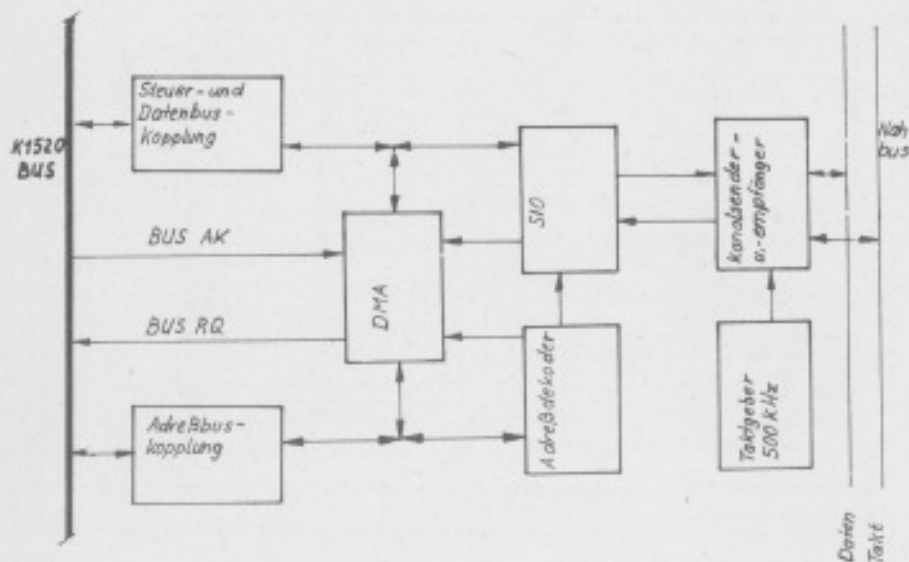 K1520
BUS
Steuer- und
Datenbus-
Kopplung
BUS AK
BUS RQ
Adreßbus-
kopplung
DMA
SIO
Adreßdekoder
Kanalsender-
u.-empfänger
Taktgeber
500 kHz
Nah
bus
Daten
Takt